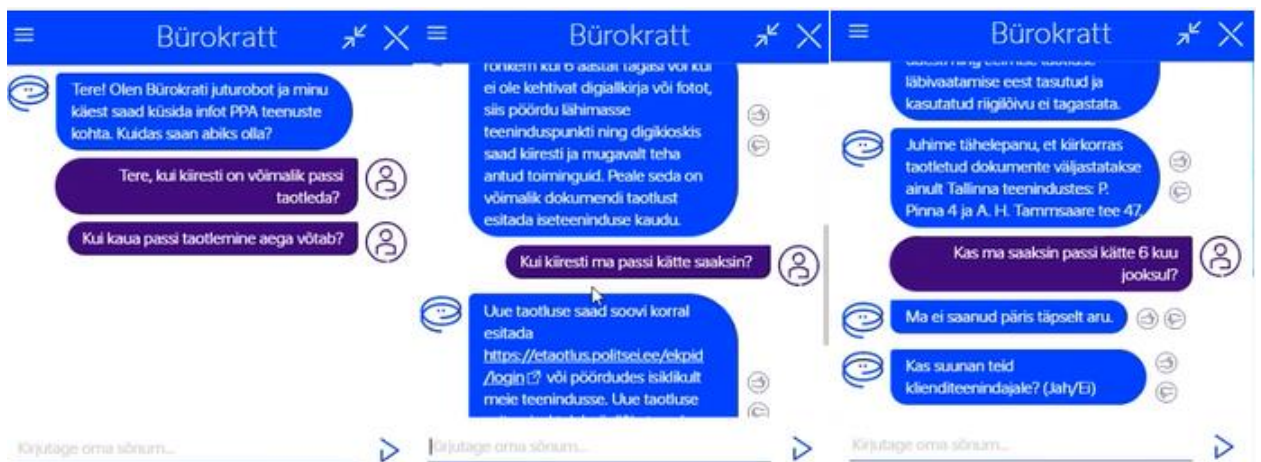 Bürokratt
Tere! Olen Bürokrati juturobot ja minu
käest saad küsida infot PPA teenuste
kohta. Kuidas saan abiks olla?
Tere, kui kiiresti on võimalik passi
taotleda?
Kui kaua passi taotlemine aega võtab?
Kirjutage oma sõnum...
Bürokratt
rohkem kui 6 aastat tagasi või kui
ei ole kehtivat digiallkirja või fotot,
siis pöördu lähimasse
teeninduspunkti ning digikioskis
saad kiiresti ja mugavalt teha
antud toiminguid. Peale seda on
võimalik dokumendi taotlust
esitada iseteeninduse kaudu.
Kui kiiresti ma passi kätte saaksin?
Uue taotluse saad soovi korral
esitada
https://etaotlus.politsei.ee/ekpid
/login või pöördudes isiklikult
meie teenindusse. Uue taotluse
Kirjutage oma sõnum...
Bürokratt
läbivaatamise eest tasutud ja
kasutatud riigilõivu ei tagastata.
Juhime tähelepanu, et kiirkorras
taotletud dokumente väljastatakse
ainult Tallinna teenindustes: P.
Pinna 4 ja A. H. Tammsaare tee 47.
Kas ma saaksin passi kätte 6 kuu
jooksul?
Ma ei saanud päris täpselt aru.
Kas suunan teid
klienditeenindajale? (Jah/Ei)
Kirjutage oma sõnum...